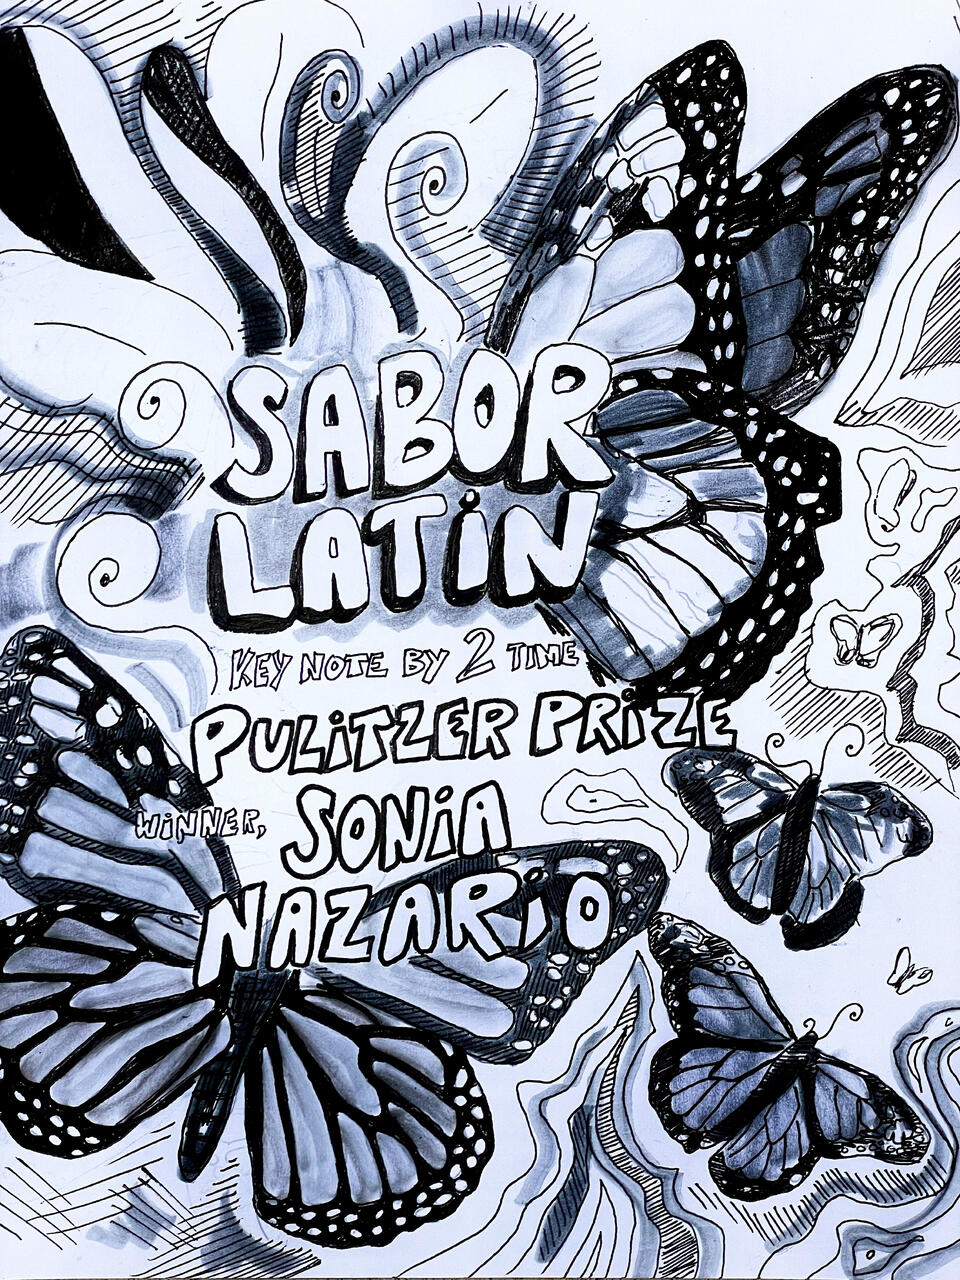 SABOR
LATiN
KEY NOTE BY 2 TIME
PULiTZER PRiZE
WiNNER, SONiA
NAZARiO